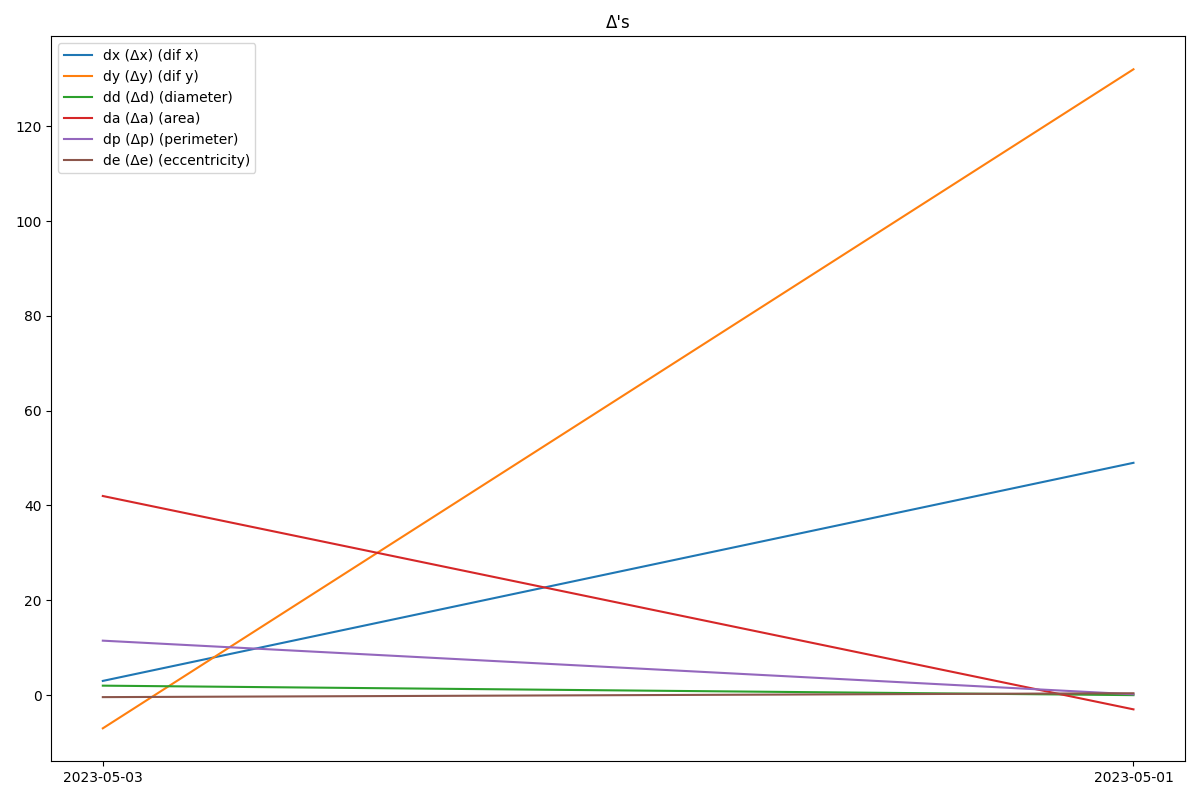 Δ's
dx (Δx) (dif x)
dy (Δy) (dif y)
dd (Δd) (diameter)
da (Δa) (area)
dp (Δp) (perimeter)
de (Δe) (eccentricity)
120
100
80
60
40
20
0
2023-05-03
2023-05-01